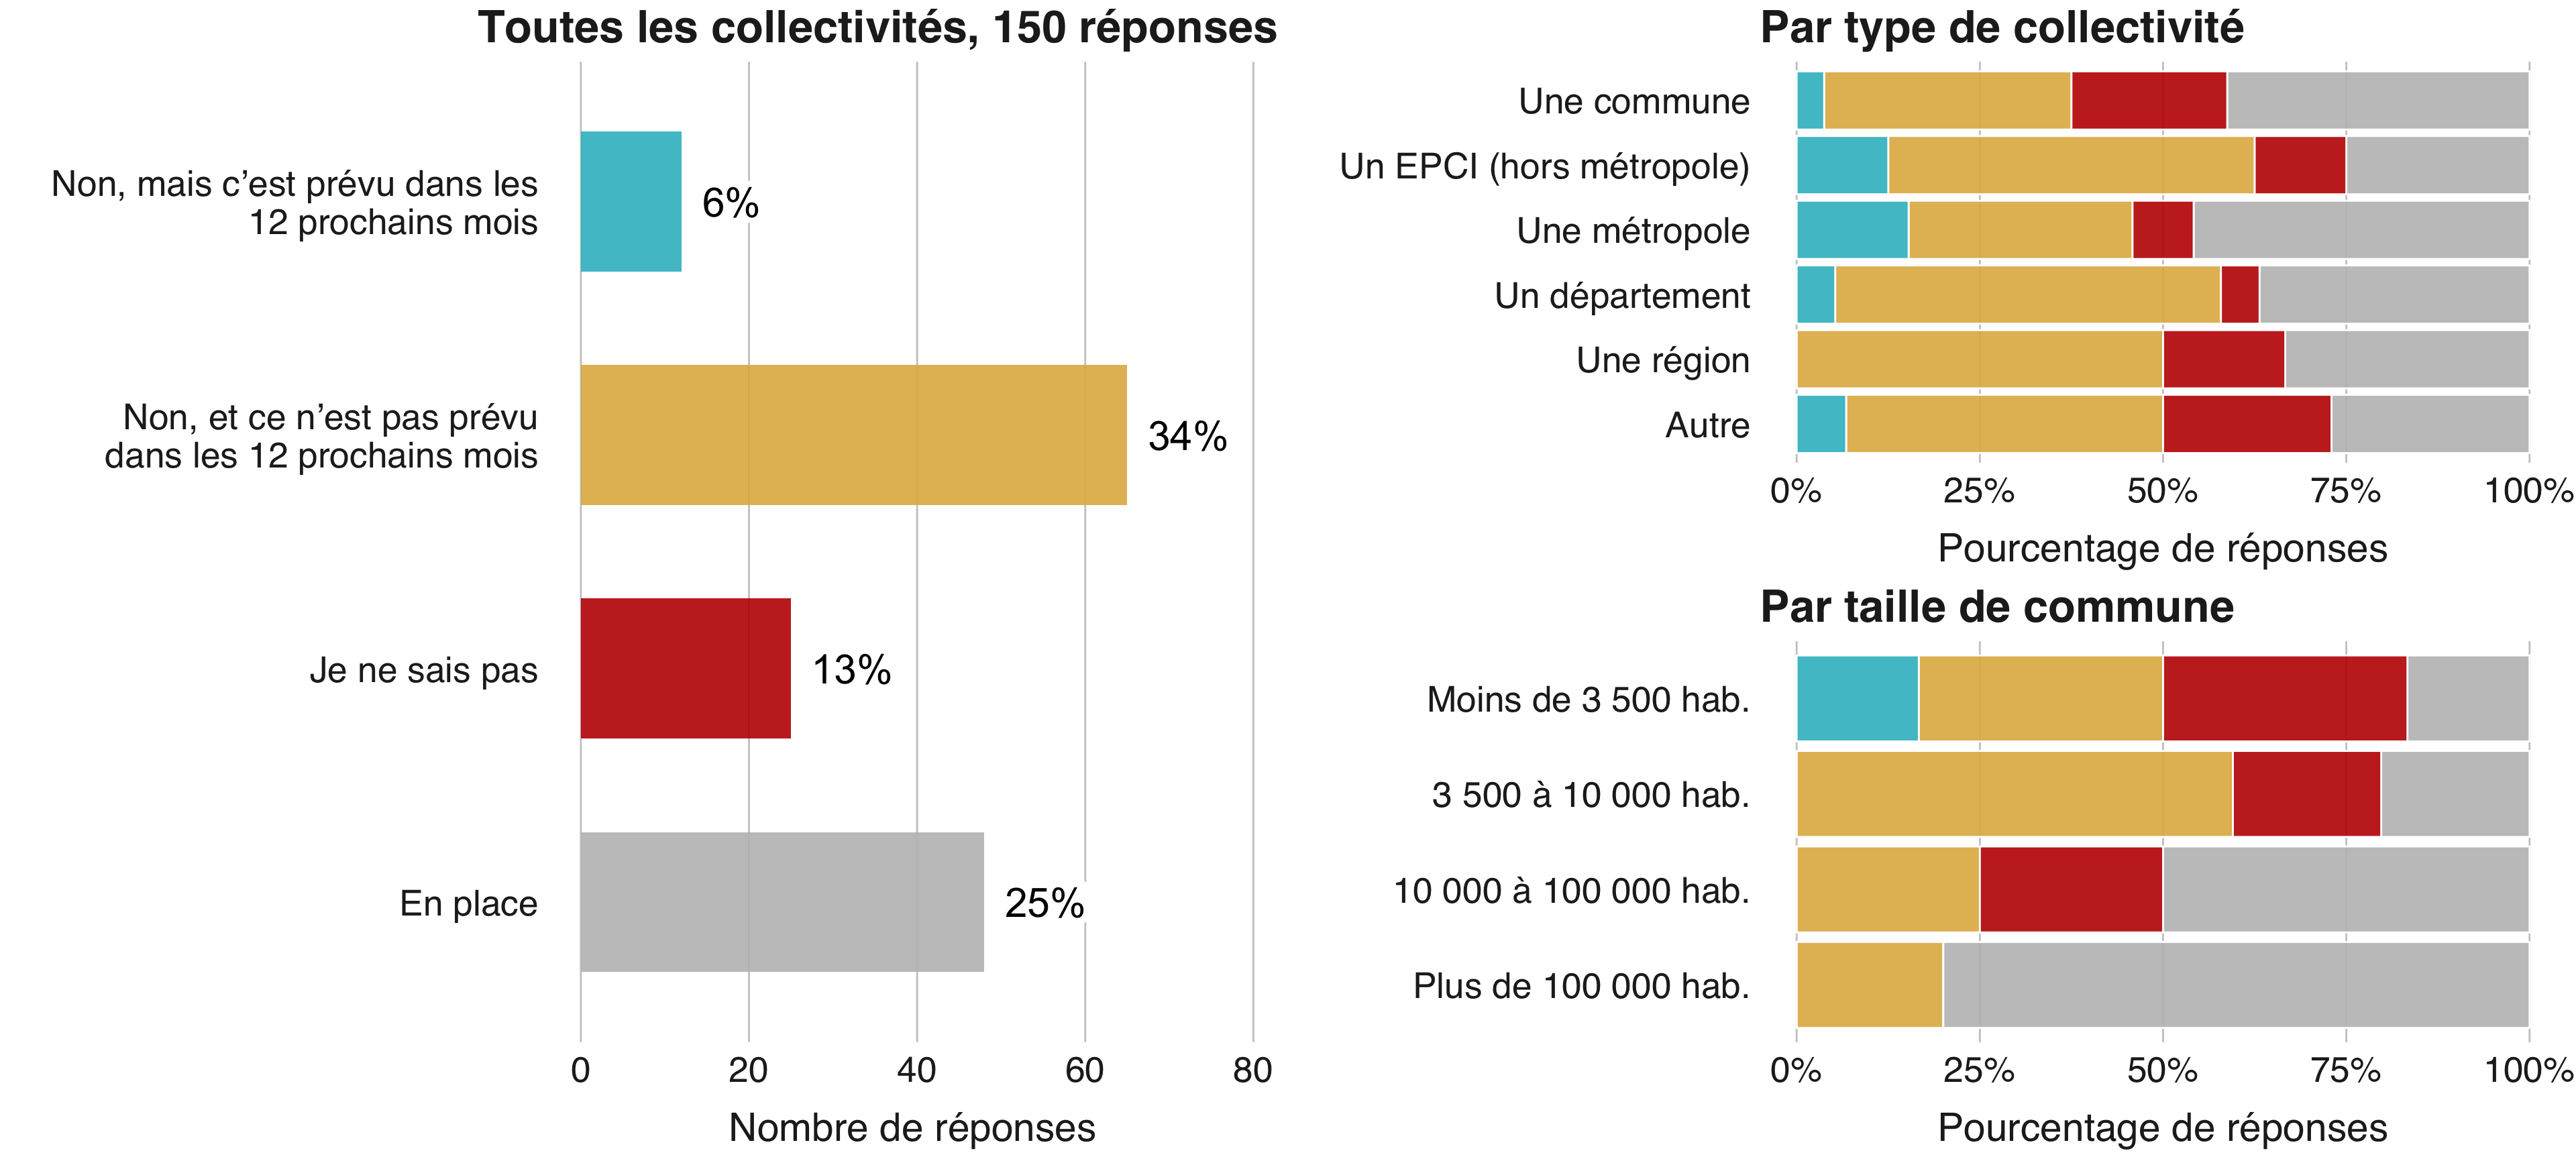 Toutes les collectivités, 150 réponses
Non, mais c’est prévu dans les
12 prochains mois
6%
Non, et ce n’est pas prévu
dans les 12 prochains mois
34%
Je ne sais pas
13%
En place
25%
0 20 40 60 80
Nombre de réponses
Par type de collectivité
Une commune
Un EPCI (hors métropole)
Une métropole
Un département
Une région
Autre
0% 25% 50% 75% 100%
Pourcentage de réponses
Par taille de commune
Moins de 3 500 hab.
3 500 à 10 000 hab.
10 000 à 100 000 hab.
Plus de 100 000 hab.
0% 25% 50% 75% 100%
Pourcentage de réponses